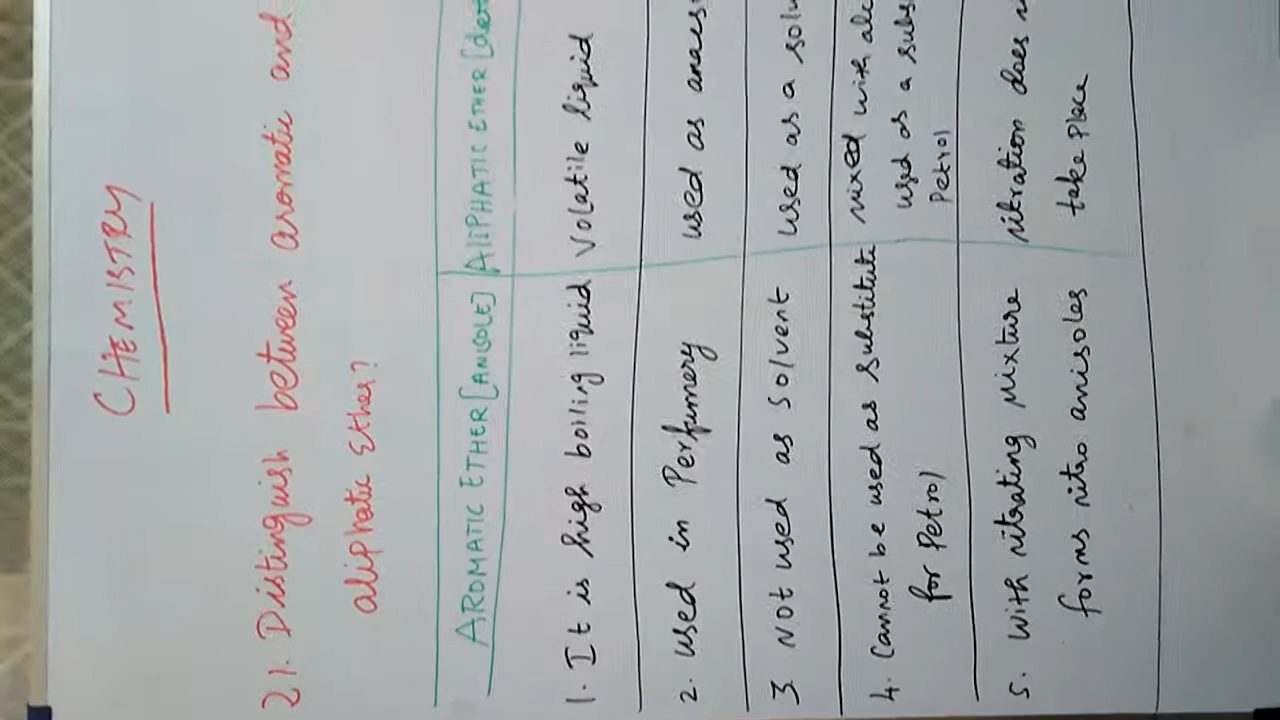 CHEMISTRY
21. Distinguish between aromatic and
aliphatic Ether?
AROMATIC ETHER [ANISOLE] ALIPHATIC ETHER
1. It is high boiling liquid Volatile liquid
2. used in Perfumery used as
3. NOT used as solvent used as a
4. Cannot be used as substitute mixed with
for Petrol used as a
Petrol
5. with nitrating mixture nitration does
forms nitro anisoles take place